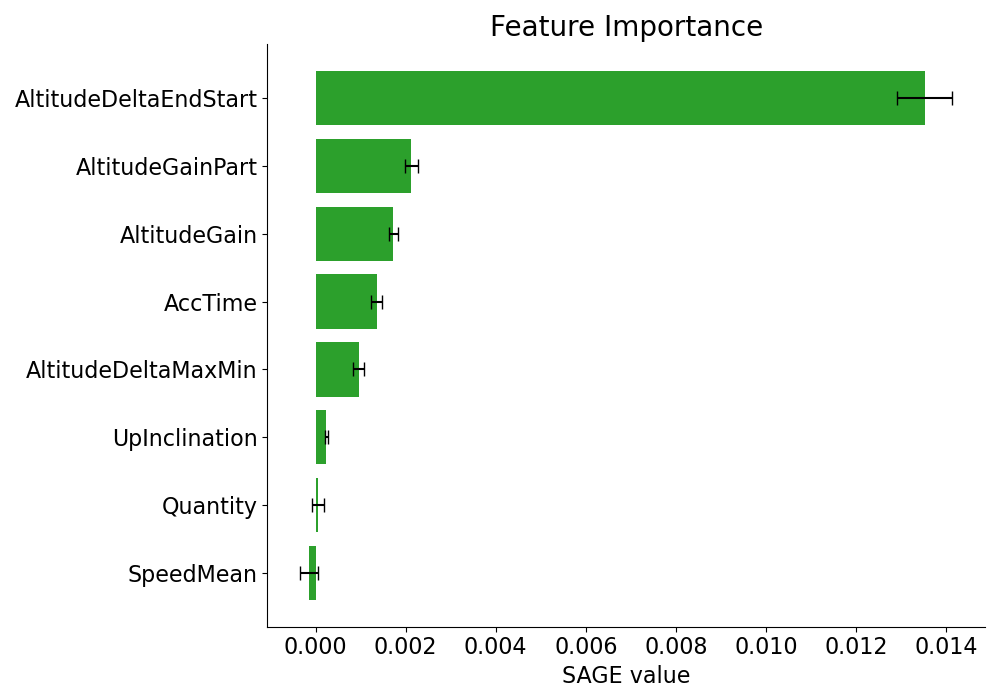 Feature Importance
AltitudeDeltaEndStart
AltitudeGainPart
AltitudeGain
AccTime
AltitudeDeltaMaxMin
UpInclination
Quantity
SpeedMean
0.000 0.002 0.004 0.006 0.008 0.010 0.012 0.014
SAGE value